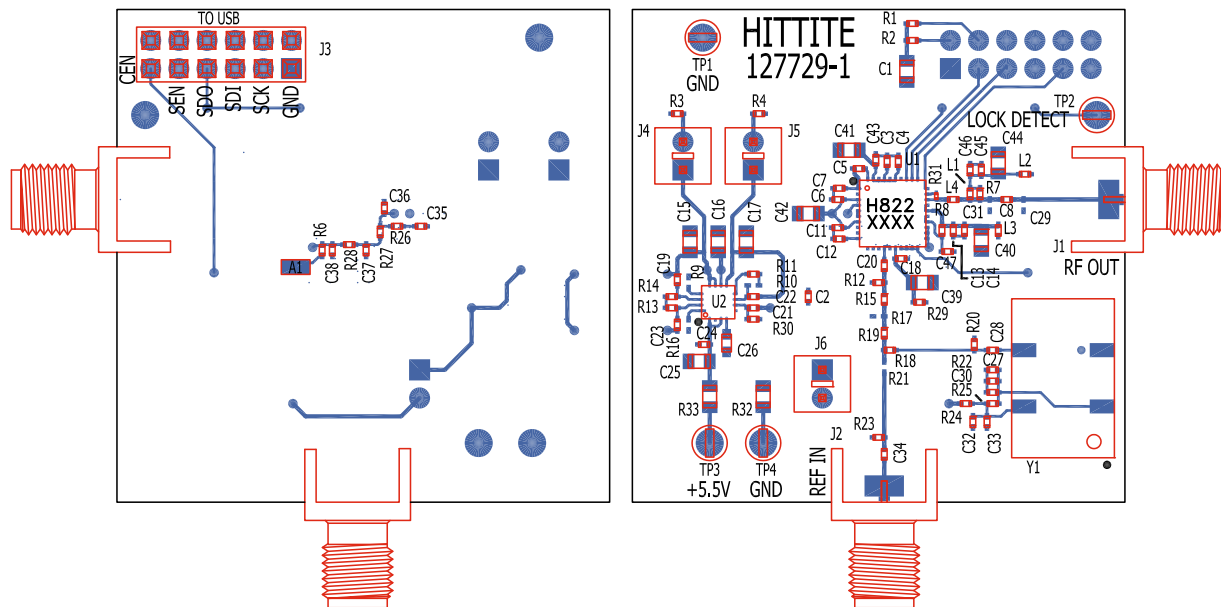 TO USB
J3
CEN
SEN
SDO
SDI
SCK
GND
C36
C35
R6
C38
R28
C37
R27
R26
A1
HITTITE
127729-1
TP1
GND
R1
R2
C1
TP2
LOCK DETECT
R3
R4
J4
J5
C41
C43
C3
C4
U1
C5
C7
C6
C42
C11
C12
H822
XXXX
R31
L1
L4
C46
C45
C44
L2
R7
R8
C31
C8
C29
L3
C40
C47
C13
C14
J1
RF OUT
C15
C16
C17
C19
R9
R14
R13
C23
R16
U2
R11
R10
C22
C21
R30
C2
C24
C25
C26
C20
C18
R12
R15
C39
R29
R17
R19
R18
R21
R20
C28
R22
C27
C30
R25
R24
C32
C33
Y1
J6
R33
R32
TP3
+5.5V
TP4
GND
R23
J2
C34
REF IN